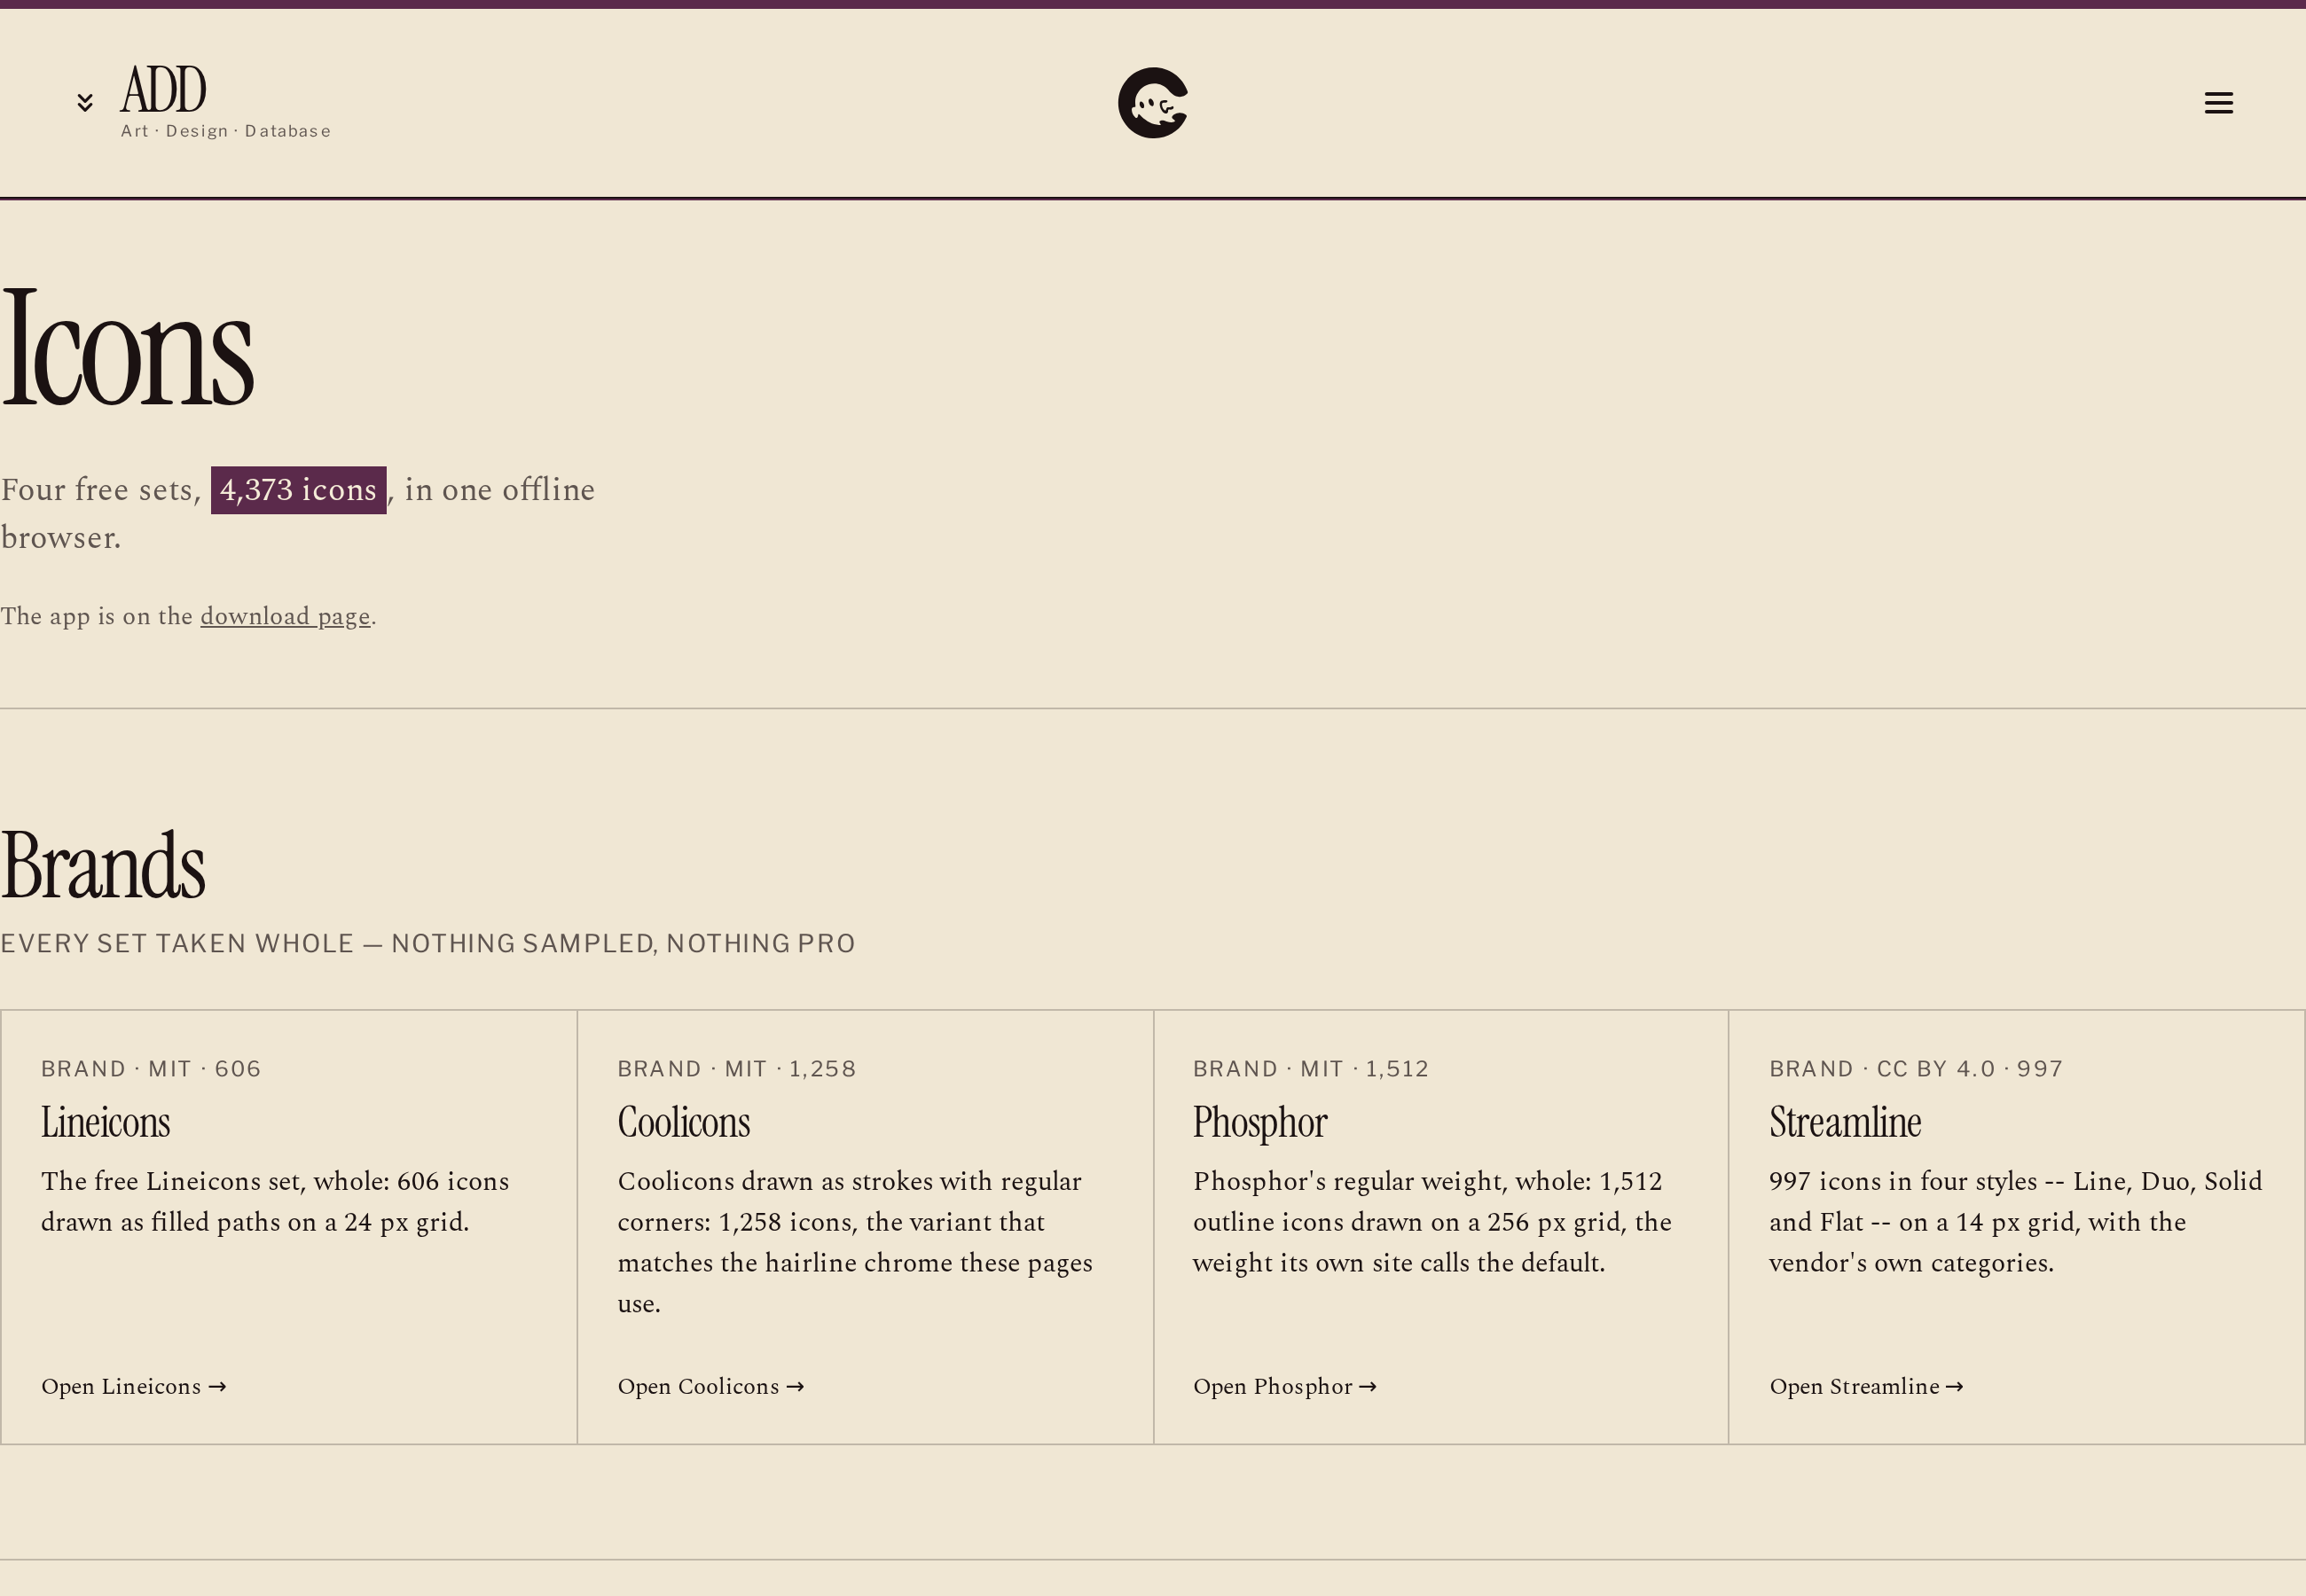 ADD
Art · Design · Database
Icons
Four free sets, 4,373 icons, in one offline
browser.
The app is on the download page.
Brands
EVERY SET TAKEN WHOLE — NOTHING SAMPLED, NOTHING PRO
BRAND · MIT · 606
Lineicons
The free Lineicons set, whole: 606 icons
drawn as filled paths on a 24 px grid.
Open Lineicons →
BRAND · MIT · 1,258
Coolicons
Coolicons drawn as strokes with regular
corners: 1,258 icons, the variant that
matches the hairline chrome these pages
use.
Open Coolicons →
BRAND · MIT · 1,512
Phosphor
Phosphor's regular weight, whole: 1,512
outline icons drawn on a 256 px grid, the
weight its own site calls the default.
Open Phosphor →
BRAND · CC BY 4.0 · 997
Streamline
997 icons in four styles -- Line, Duo, Solid
and Flat -- on a 14 px grid, with the
vendor's own categories.
Open Streamline →